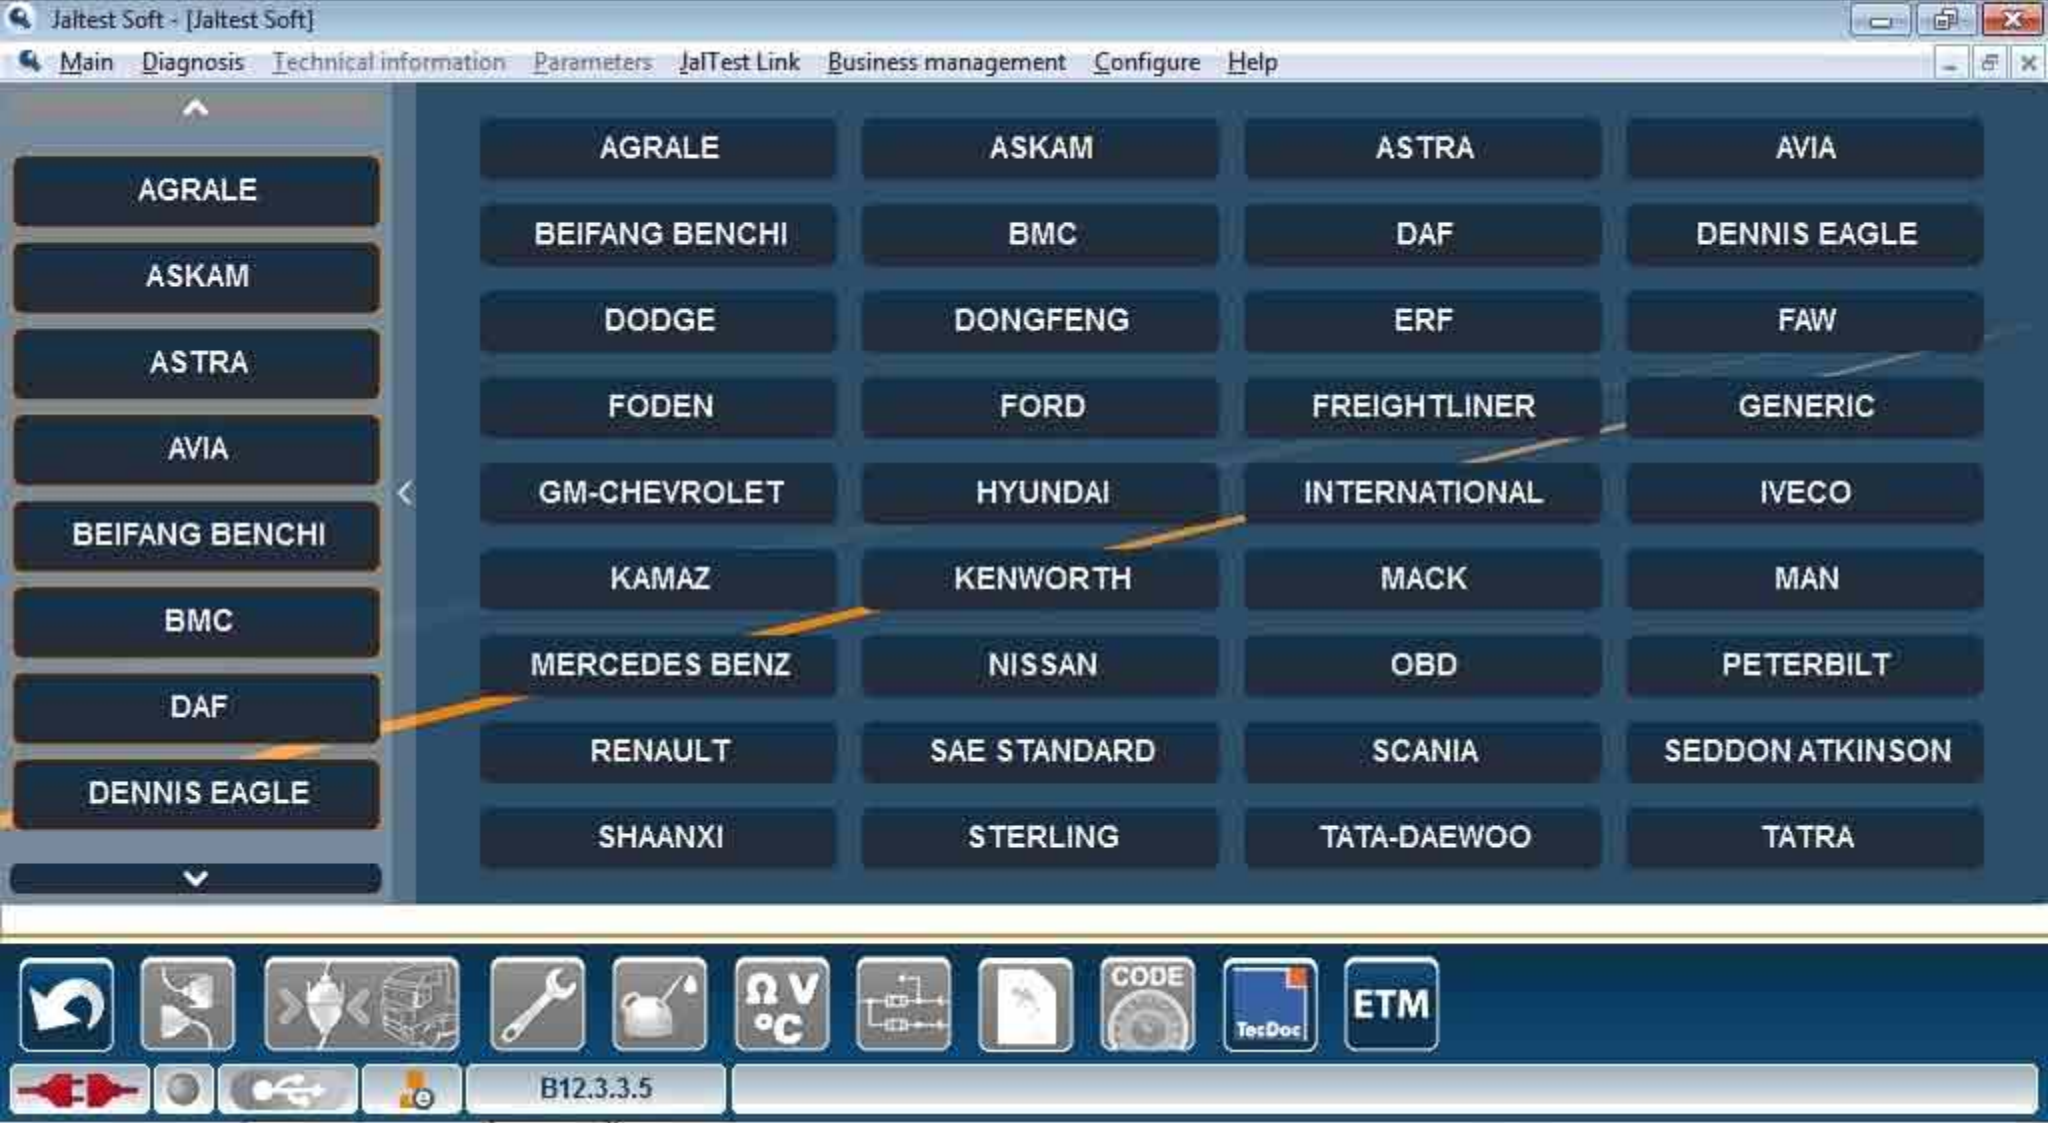 Jaltest Soft - [Jaltest Soft]
Main Diagnosis Technical information Parameters JalTest Link Business management Configure Help
AGRALE
ASKAM
ASTRA
AVIA
BEIFANG BENCHI
BMC
DAF
DENNIS EAGLE
AGRALE ASKAM ASTRA AVIA
BEIFANG BENCHI BMC DAF DENNIS EAGLE
DODGE DONGFENG ERF FAW
FODEN FORD FREIGHTLINER GENERIC
GM-CHEVROLET HYUNDAI INTERNATIONAL IVECO
KAMAZ KENWORTH MACK MAN
MERCEDES BENZ NISSAN OBD PETERBILT
RENAULT SAE STANDARD SCANIA SEDDON ATKINSON
SHAANXI STERLING TATA-DAEWOO TATRA
Ω V
°C
CODE
TecDoc
ETM
B12.3.3.5